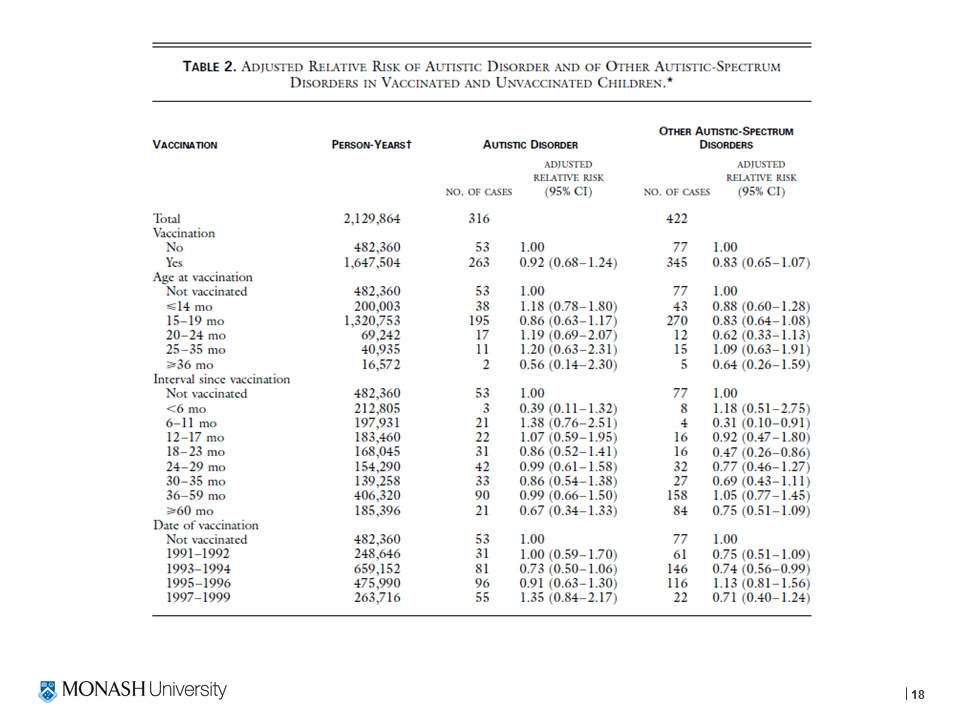 TABLE 2. ADJUSTED RELATIVE RISK OF AUTISTIC DISORDER AND OF OTHER AUTISTIC-SPECTRUM
DISORDERS IN VACCINATED AND UNVACCINATED CHILDREN.*
VACCINATION PERSON-YEARS† AUTISTIC DISORDER OTHER AUTISTIC-SPECTRUM DISORDERS
NO. OF CASES ADJUSTED RELATIVE RISK (95% CI) NO. OF CASES ADJUSTED RELATIVE RISK (95% CI)
Total 2,129,864 316 422
Vaccination
No 482,360 53 1.00 77 1.00
Yes 1,647,504 263 0.92 (0.68–1.24) 345 0.83 (0.65–1.07)
Age at vaccination
Not vaccinated 482,360 53 1.00 77 1.00
≤14 mo 200,003 38 1.18 (0.78–1.80) 43 0.88 (0.60–1.28)
15–19 mo 1,320,753 195 0.86 (0.63–1.17) 270 0.83 (0.64–1.08)
20–24 mo 69,242 17 1.19 (0.69–2.07) 12 0.62 (0.33–1.13)
25–35 mo 40,935 11 1.20 (0.63–2.31) 15 1.09 (0.63–1.91)
≥36 mo 16,572 2 0.56 (0.14–2.30) 5 0.64 (0.26–1.59)
Interval since vaccination
Not vaccinated 482,360 53 1.00 77 1.00
<6 mo 212,805 3 0.39 (0.11–1.32) 8 1.18 (0.51–2.75)
6–11 mo 197,931 21 1.38 (0.76–2.51) 4 0.31 (0.10–0.91)
12–17 mo 183,460 22 1.07 (0.59–1.95) 16 0.92 (0.47–1.80)
18–23 mo 168,045 31 0.86 (0.52–1.41) 16 0.47 (0.26–0.86)
24–29 mo 154,290 42 0.99 (0.61–1.58) 32 0.77 (0.46–1.27)
30–35 mo 139,258 33 0.86 (0.54–1.38) 27 0.69 (0.43–1.11)
36–59 mo 406,320 90 0.99 (0.66–1.50) 158 1.05 (0.77–1.45)
≥60 mo 185,396 21 0.67 (0.34–1.33) 84 0.75 (0.51–1.09)
Date of vaccination
Not vaccinated 482,360 53 1.00 77 1.00
1991–1992 248,646 31 1.00 (0.59–1.70) 61 0.75 (0.51–1.09)
1993–1994 659,152 81 0.73 (0.50–1.06) 146 0.74 (0.56–0.99)
1995–1996 475,990 96 0.91 (0.63–1.30) 116 1.13 (0.81–1.56)
1997–1999 263,716 55 1.35 (0.84–2.17) 22 0.71 (0.40–1.24)
MONASH University
18